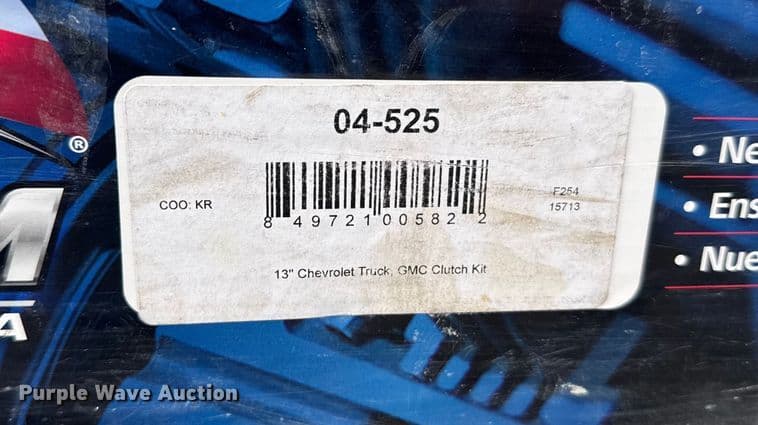 04-525
®
COO: KR
8 49721 00582 2
F254
15713
13" Chevrolet Truck, GMC Clutch Kit
• Ne
• Ens
• Nue
M
A
Purple Wave Auction®